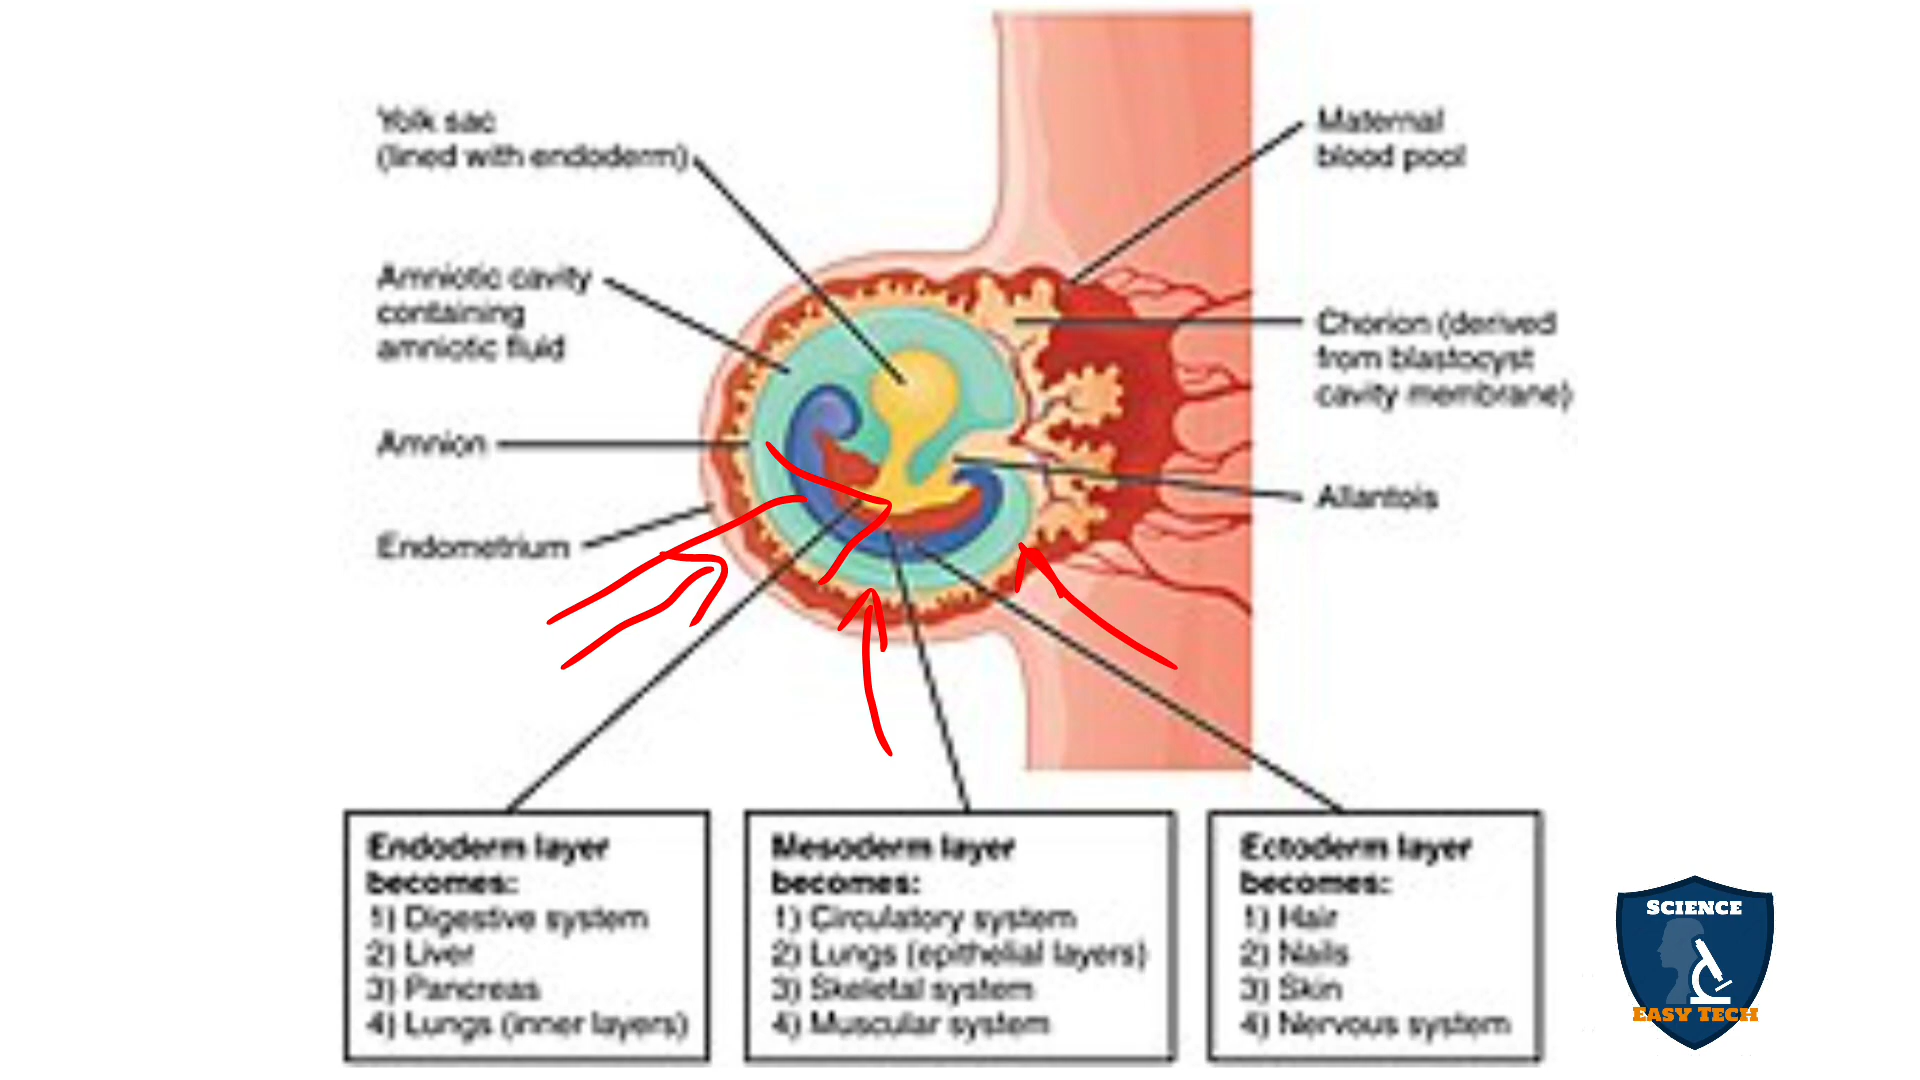 Yolk sac
(lined with endoderm)
Amniotic cavity
containing
amniotic fluid
Amnion
Endometrium
Maternal
blood pool
Chorion (derived
from blastocyst
cavity membrane)
Allantois
Endoderm layer
becomes:
1) Digestive system
2) Liver
3) Pancreas
4) Lungs (inner layers)
Mesoderm layer
becomes:
1) Circulatory system
2) Lungs (epithelial layers)
3) Skeletal system
4) Muscular system
Ectoderm layer
becomes:
1) Hair
2) Nails
3) Skin
4) Nervous system
SCIENCE
EASY TECH